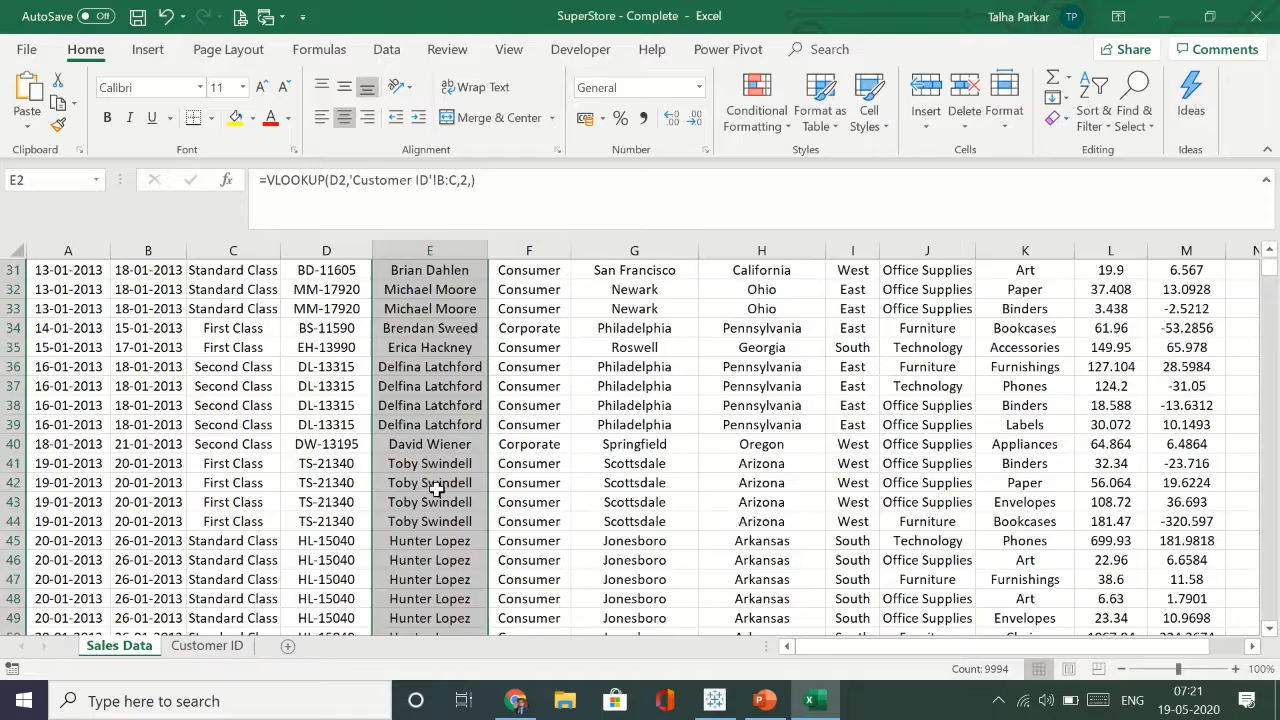 AutoSave Off SuperStore - Complete - Excel Talha Parkar TP
File Home Insert Page Layout Formulas Data Review View Developer Help Power Pivot Search Share Comments
Paste Calibri 11 Wrap Text General Conditional Formatting Format as Table Cell Styles Insert Delete Format Sort & Filter Find & Select Ideas
Merge & Center
Clipboard Font Alignment Number Styles Cells Editing Ideas
E2 =VLOOKUP(D2,'Customer ID'!B:C,2,)
A B C D E F G H I J K L M N
31 13-01-2013 18-01-2013 Standard Class BD-11605 Brian Dahlen Consumer San Francisco California West Office Supplies Art 19.9 6.567
32 13-01-2013 18-01-2013 Standard Class MM-17920 Michael Moore Consumer Newark Ohio East Office Supplies Paper 37.408 13.0928
33 13-01-2013 18-01-2013 Standard Class MM-17920 Michael Moore Consumer Newark Ohio East Office Supplies Binders 3.438 -2.5212
34 14-01-2013 15-01-2013 First Class BS-11590 Brendan Sweed Corporate Philadelphia Pennsylvania East Furniture Bookcases 61.96 -53.2856
35 15-01-2013 17-01-2013 First Class EH-13990 Erica Hackney Consumer Roswell Georgia South Technology Accessories 149.95 65.978
36 16-01-2013 18-01-2013 Second Class DL-13315 Delfina Latchford Consumer Philadelphia Pennsylvania East Furniture Furnishings 127.104 28.5984
37 16-01-2013 18-01-2013 Second Class DL-13315 Delfina Latchford Consumer Philadelphia Pennsylvania East Technology Phones 124.2 -31.05
38 16-01-2013 18-01-2013 Second Class DL-13315 Delfina Latchford Consumer Philadelphia Pennsylvania East Office Supplies Binders 18.588 -13.6312
39 16-01-2013 18-01-2013 Second Class DL-13315 Delfina Latchford Consumer Philadelphia Pennsylvania East Office Supplies Labels 30.072 10.1493
40 18-01-2013 21-01-2013 Second Class DW-13195 David Wiener Corporate Springfield Oregon West Office Supplies Appliances 64.864 6.4864
41 19-01-2013 20-01-2013 First Class TS-21340 Toby Swindell Consumer Scottsdale Arizona West Office Supplies Binders 32.34 -23.716
42 19-01-2013 20-01-2013 First Class TS-21340 Toby Swindell Consumer Scottsdale Arizona West Office Supplies Paper 56.064 19.6224
43 19-01-2013 20-01-2013 First Class TS-21340 Toby Swindell Consumer Scottsdale Arizona West Office Supplies Envelopes 108.72 36.693
44 19-01-2013 20-01-2013 First Class TS-21340 Toby Swindell Consumer Scottsdale Arizona West Furniture Bookcases 181.47 -320.597
45 20-01-2013 26-01-2013 Standard Class HL-15040 Hunter Lopez Consumer Jonesboro Arkansas South Technology Phones 699.93 181.9818
46 20-01-2013 26-01-2013 Standard Class HL-15040 Hunter Lopez Consumer Jonesboro Arkansas South Office Supplies Art 22.96 6.6584
47 20-01-2013 26-01-2013 Standard Class HL-15040 Hunter Lopez Consumer Jonesboro Arkansas South Furniture Furnishings 38.6 11.58
48 20-01-2013 26-01-2013 Standard Class HL-15040 Hunter Lopez Consumer Jonesboro Arkansas South Office Supplies Art 6.63 1.7901
49 20-01-2013 26-01-2013 Standard Class HL-15040 Hunter Lopez Consumer Jonesboro Arkansas South Office Supplies Envelopes 23.34 10.9698
Sales Data Customer ID
Count: 9994 100%
Type here to search ENG 07:21
19-05-2020